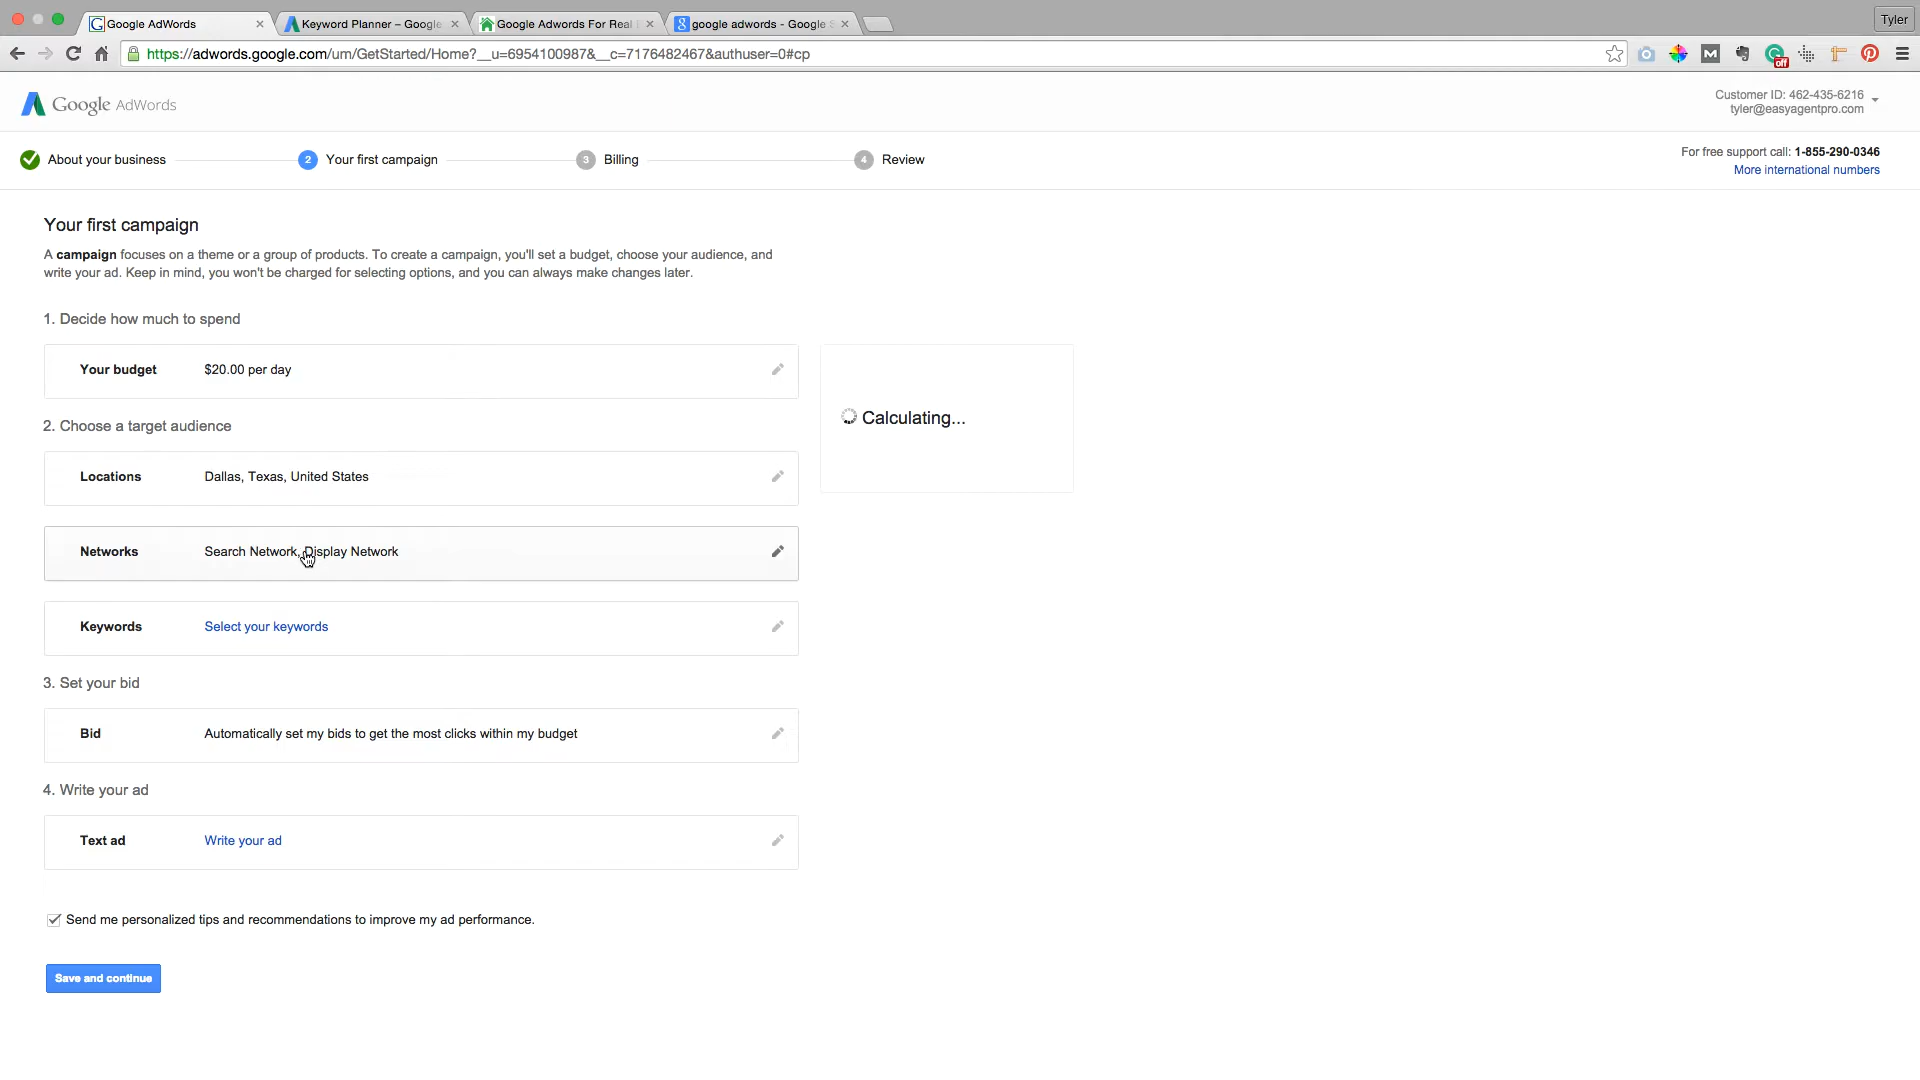 Google AdWords
Keyword Planner – Google
Google Adwords For Real
google adwords - Google S
Tyler
https://adwords.google.com/um/GetStarted/Home?__u=6954100987&__c=7176482467&authuser=0#cp
off
Google AdWords
Customer ID: 462-435-6216
tyler@easyagentpro.com
About your business
2 Your first campaign
3 Billing
4 Review
For free support call: 1-855-290-0346
More international numbers
Your first campaign
A campaign focuses on a theme or a group of products. To create a campaign, you'll set a budget, choose your audience, and
write your ad. Keep in mind, you won't be charged for selecting options, and you can always make changes later.
1. Decide how much to spend
Your budget $20.00 per day
Calculating...
2. Choose a target audience
Locations Dallas, Texas, United States
Networks Search Network, Display Network
Keywords Select your keywords
3. Set your bid
Bid Automatically set my bids to get the most clicks within my budget
4. Write your ad
Text ad Write your ad
Send me personalized tips and recommendations to improve my ad performance.
Save and continue